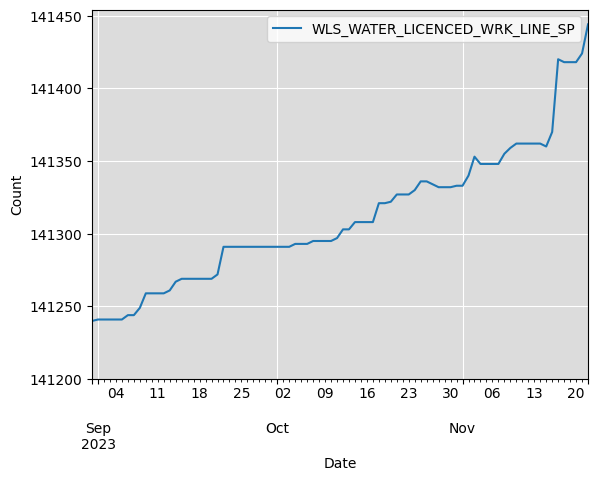 WLS_WATER_LICENCED_WRK_LINE_SP
141450
141400
141350
141300
141250
141200
Count
04 11 18 25 02 09 16 23 30 06 13 20
Sep Oct Nov
2023
Date